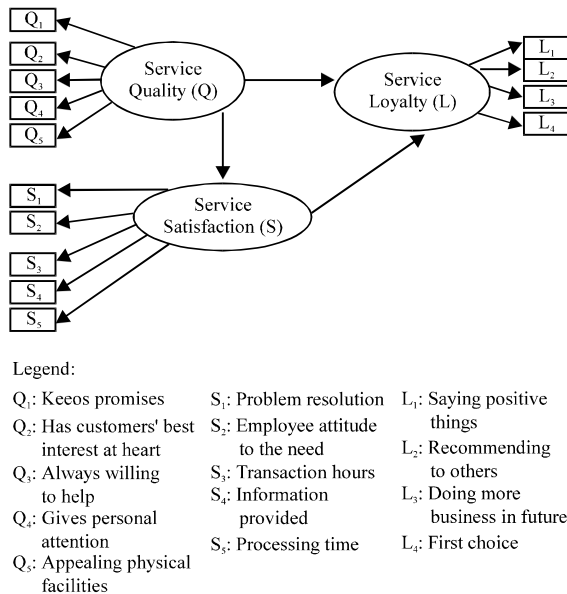 Q₁
Q₂
Q₃
Q₄
Q₅
Service
Quality (Q)
Service
Loyalty (L)
L₁
L₂
L₃
L₄
S₁
S₂
S₃
S₄
S₅
Service
Satisfaction (S)
Legend:
Q₁: Keeos promises
Q₂: Has customers' best
interest at heart
Q₃: Always willing
to help
Q₄: Gives personal
attention
Q₅: Appealing physical
facilities
S₁: Problem resolution
S₂: Employee attitude
to the need
S₃: Transaction hours
S₄: Information
provided
S₅: Processing time
L₁: Saying positive
things
L₂: Recommending
to others
L₃: Doing more
business in future
L₄: First choice